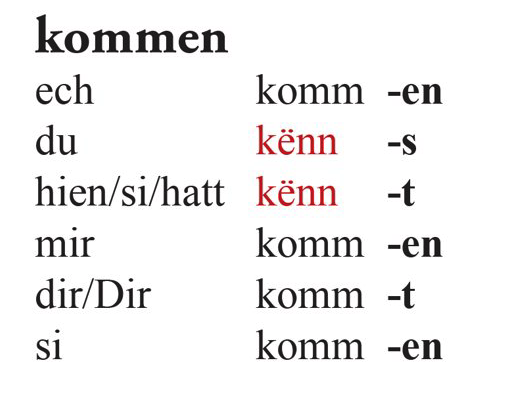 kommen
ech komm -en
du kënn -s
hien/si/hatt kënn -t
mir komm -en
dir/Dir komm -t
si komm -en